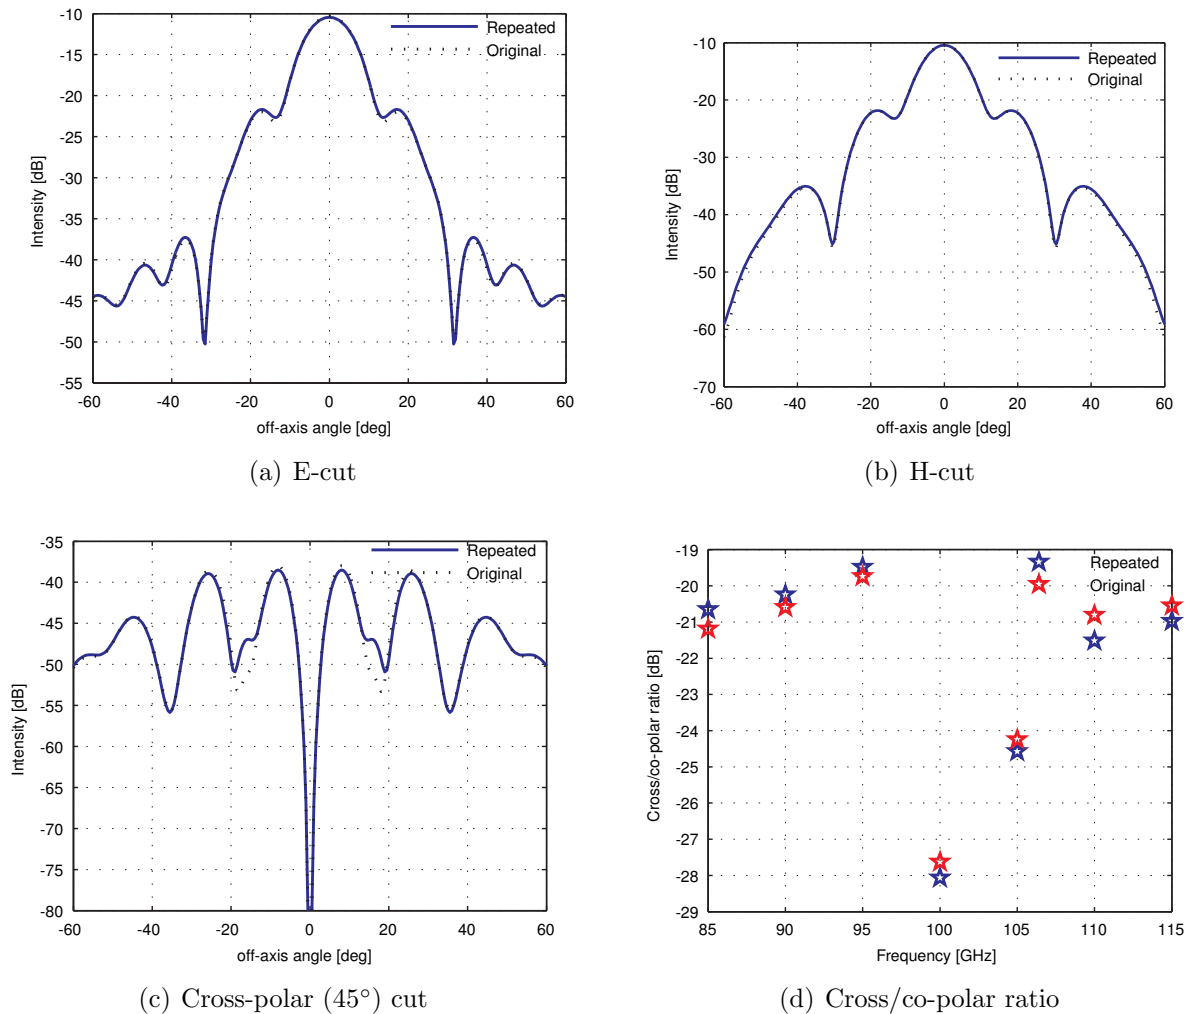 -10
-15
-20
-25
-30
-35
-40
-45
-50
-55
-60 -40 -20 0 20 40 60
Intensity [dB]
off-axis angle [deg]
Repeated
Original
(a) E-cut
-10
-20
-30
-40
-50
-60
-70
-60 -40 -20 0 20 40 60
Intensity [dB]
off-axis angle [deg]
Repeated
Original
(b) H-cut
-35
-40
-45
-50
-55
-60
-65
-70
-75
-80
-60 -40 -20 0 20 40 60
Intensity [dB]
off-axis angle [deg]
Repeated
Original
(c) Cross-polar (45°) cut
-19
-20
-21
-22
-23
-24
-25
-26
-27
-28
-29
85 90 95 100 105 110 115
Cross/co-polar ratio [dB]
Frequency [GHz]
Repeated
Original
(d) Cross/co-polar ratio